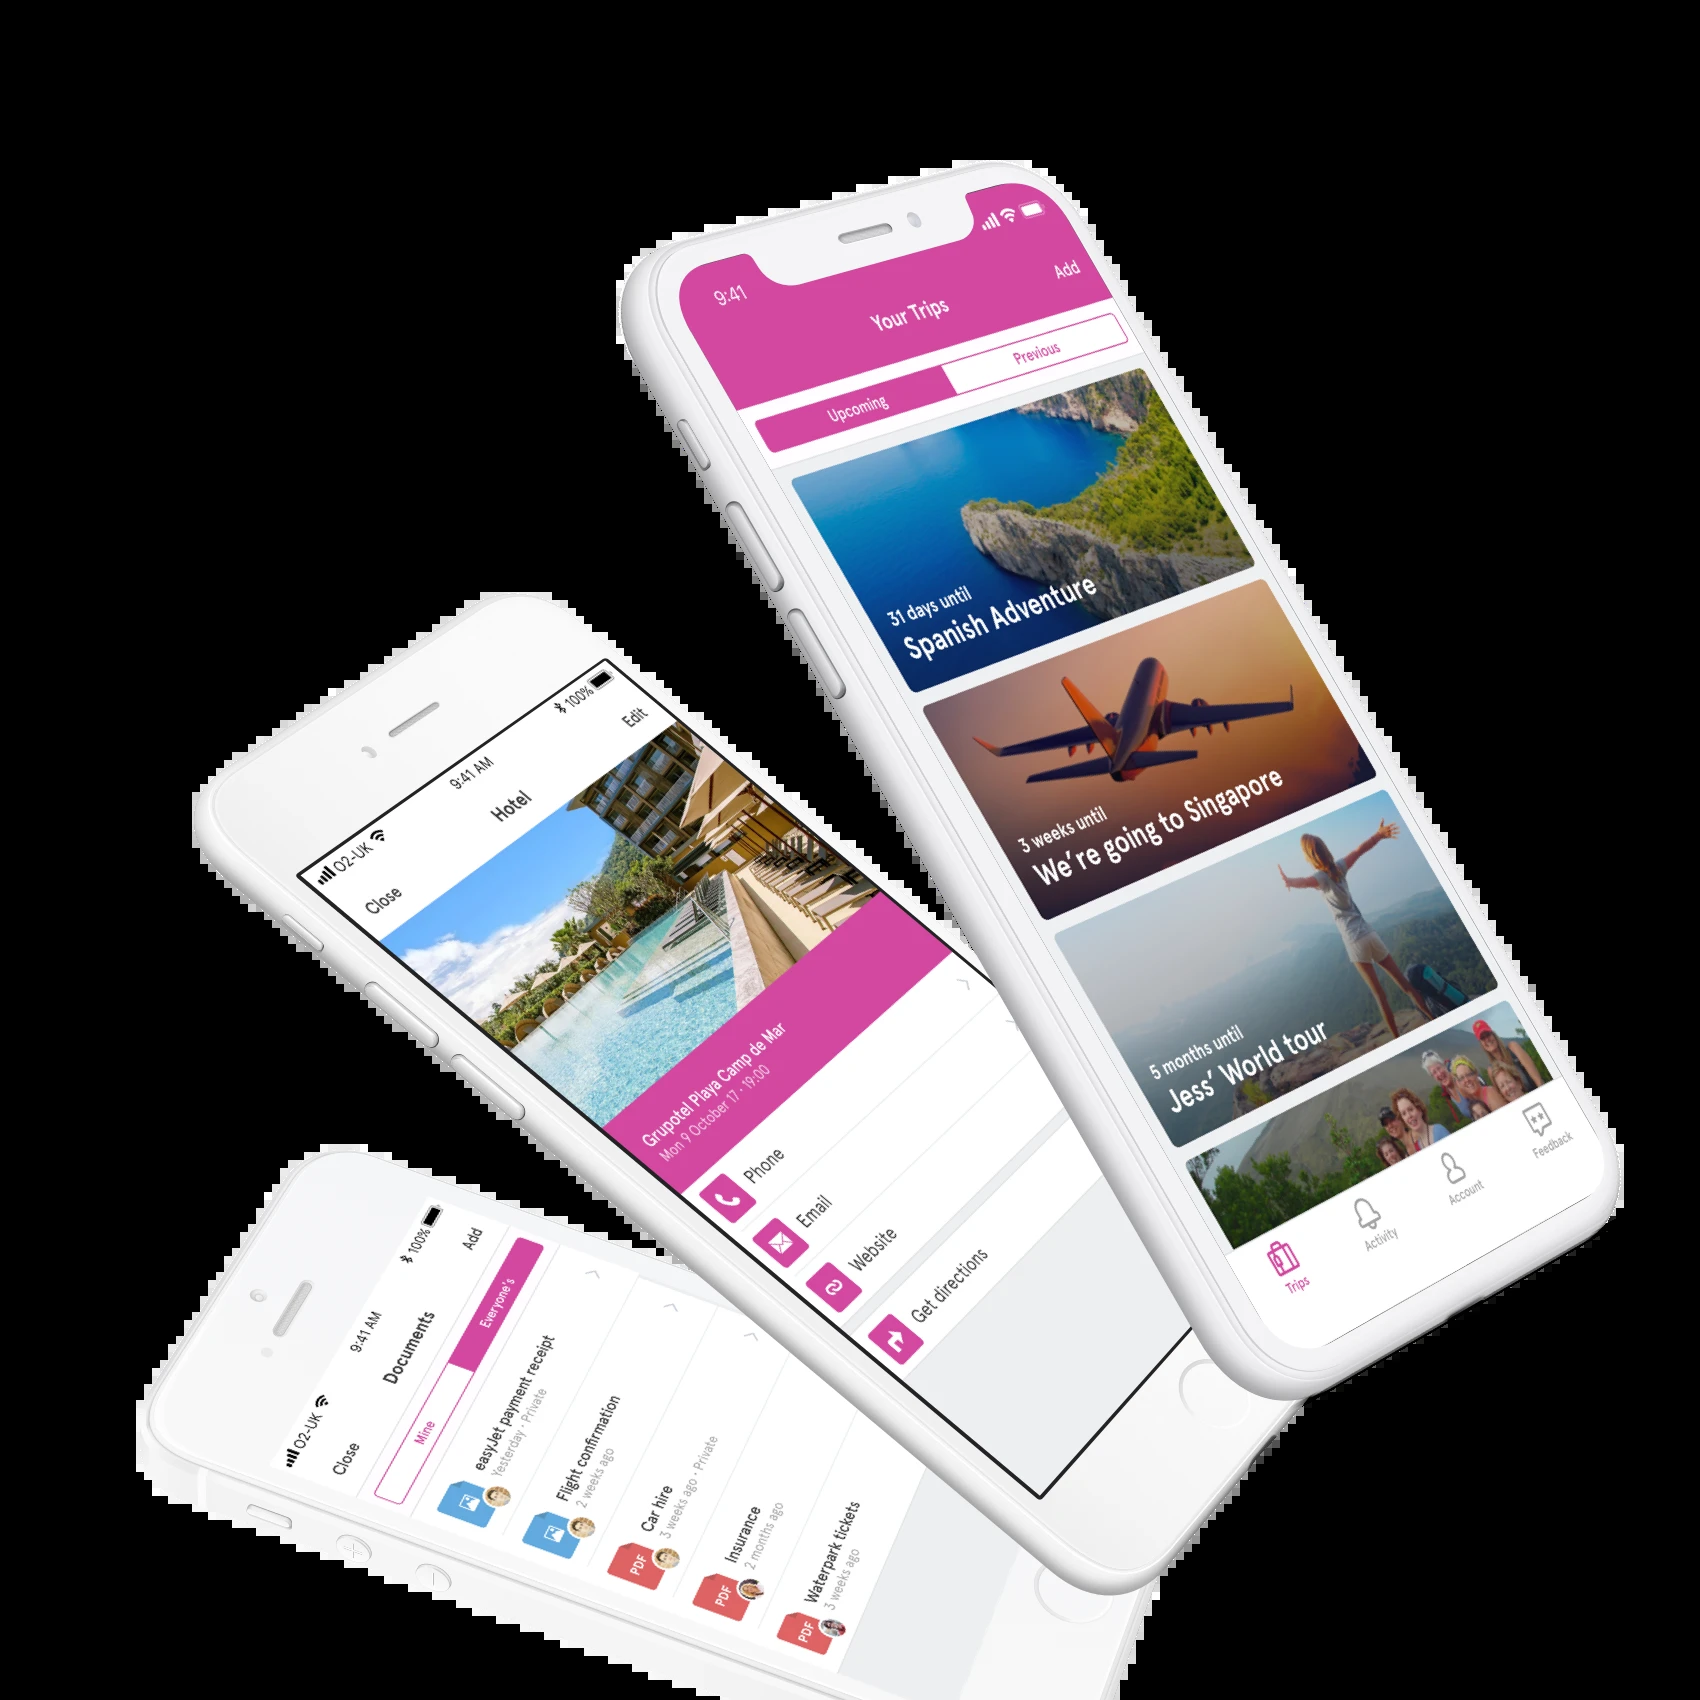 9:41
Add
Your Trips
Upcoming
Previous
31 days until
Spanish Adventure
3 weeks until
We're going to Singapore
5 months until
Jess' World tour
Trips
Activity
Account
Feedback
O2-UK
9:41 AM
100%
Close
Hotel
Edit
Grupotel Playa Camp de Mar
Mon 9 October 17 · 19:00
Phone
Email
Website
Get directions
O2-UK
9:41 AM
100%
Close
Documents
Add
Mine
Everyone's
easyJet payment receipt
Yesterday · Private
Flight confirmation
2 weeks ago
PDF
Car hire
3 weeks ago · Private
PDF
Insurance
2 months ago
PDF
Waterpark tickets
3 weeks ago